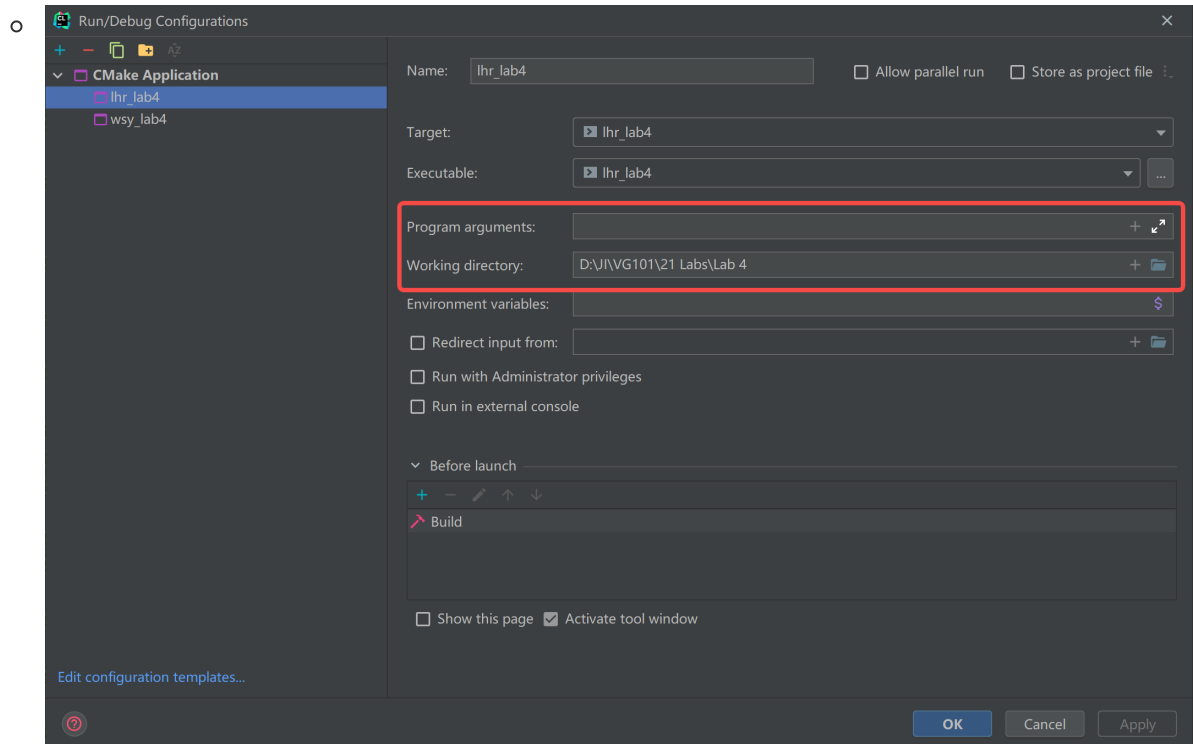 Run/Debug Configurations
CMake Application
lhr_lab4
wsy_lab4
Name: lhr_lab4 Allow parallel run Store as project file
Target: lhr_lab4
Executable: lhr_lab4 ...
Program arguments:
Working directory: D:\JI\VG101\21 Labs\Lab 4
Environment variables: $
Redirect input from:
Run with Administrator privileges
Run in external console
Before launch
Build
Show this page Activate tool window
Edit configuration templates...
? OK Cancel Apply